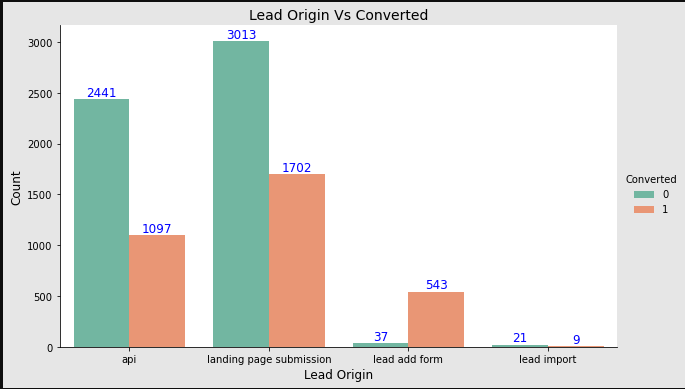 Lead Origin Vs Converted
3000
2500
2000
1500
1000
500
0
Count
2441
1097
3013
1702
37
543
21
9
api
landing page submission
lead add form
lead import
Lead Origin
Converted
0
1